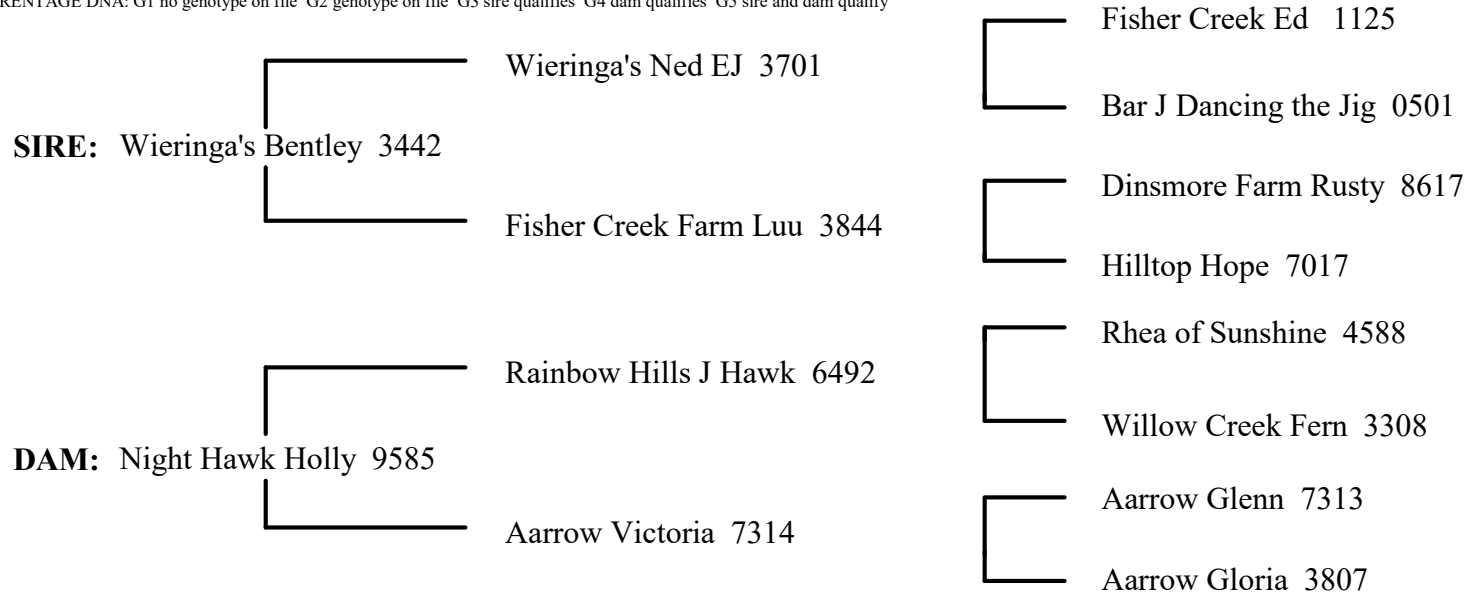 DNA: G1 no genotype on file G2 genotype on file G3 sire qualifies G4 dam qualifies G5 sire and dam qualify
Fisher Creek Ed 1125
Wieringa's Ned EJ 3701
Bar J Dancing the Jig 0501
SIRE: Wieringa's Bentley 3442
Dinsmore Farm Rusty 8617
Fisher Creek Farm Luu 3844
Hilltop Hope 7017
Rhea of Sunshine 4588
Rainbow Hills J Hawk 6492
Willow Creek Fern 3308
DAM: Night Hawk Holly 9585
Aarrow Glenn 7313
Aarrow Victoria 7314
Aarrow Gloria 3807